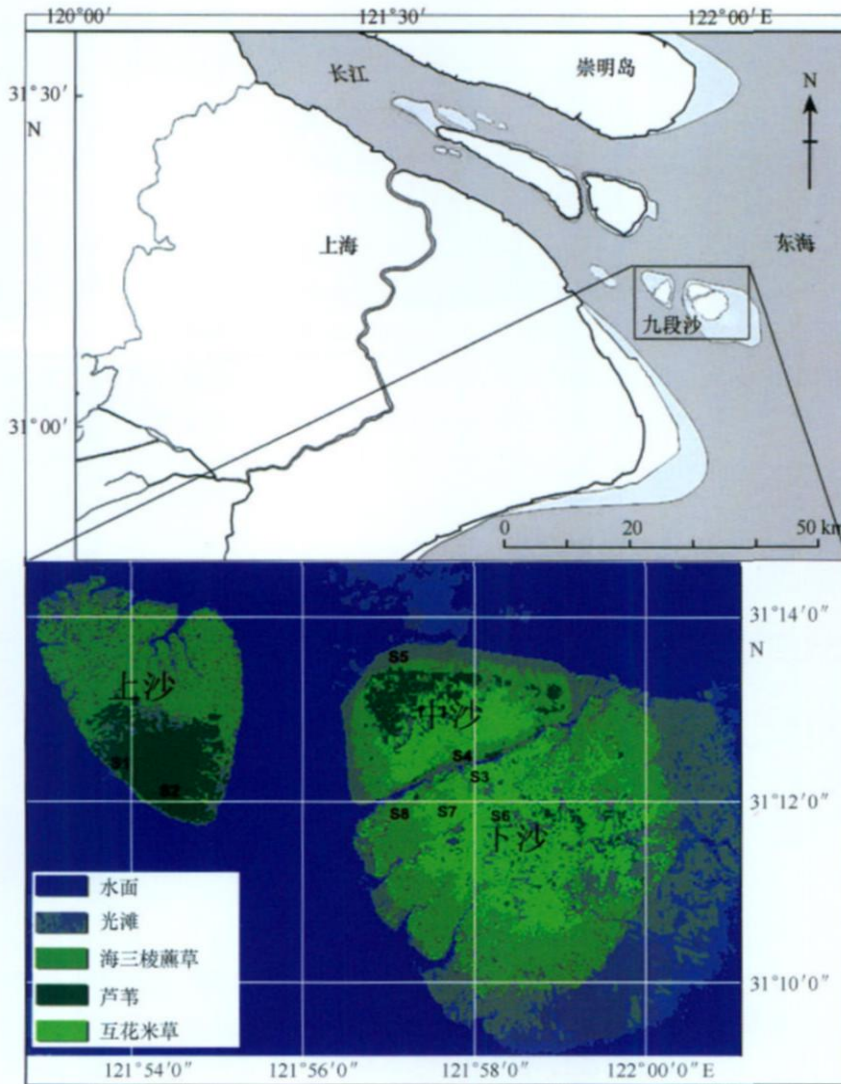 120°00′ 121°30′ 122°00′ E
31°30′
N
31°00′
长江
崇明岛
N
上海
东海
九段沙
0 20 50 km
31°14′0″
N
31°12′0″
31°10′0″
上沙
中沙
下沙
S5
S1
S2
S4
S3
S8
S7
S6
水面
光滩
海三棱藨草
芦苇
互花米草
121°54′0″ 121°56′0″ 121°58′0″ 122°00′0″ E